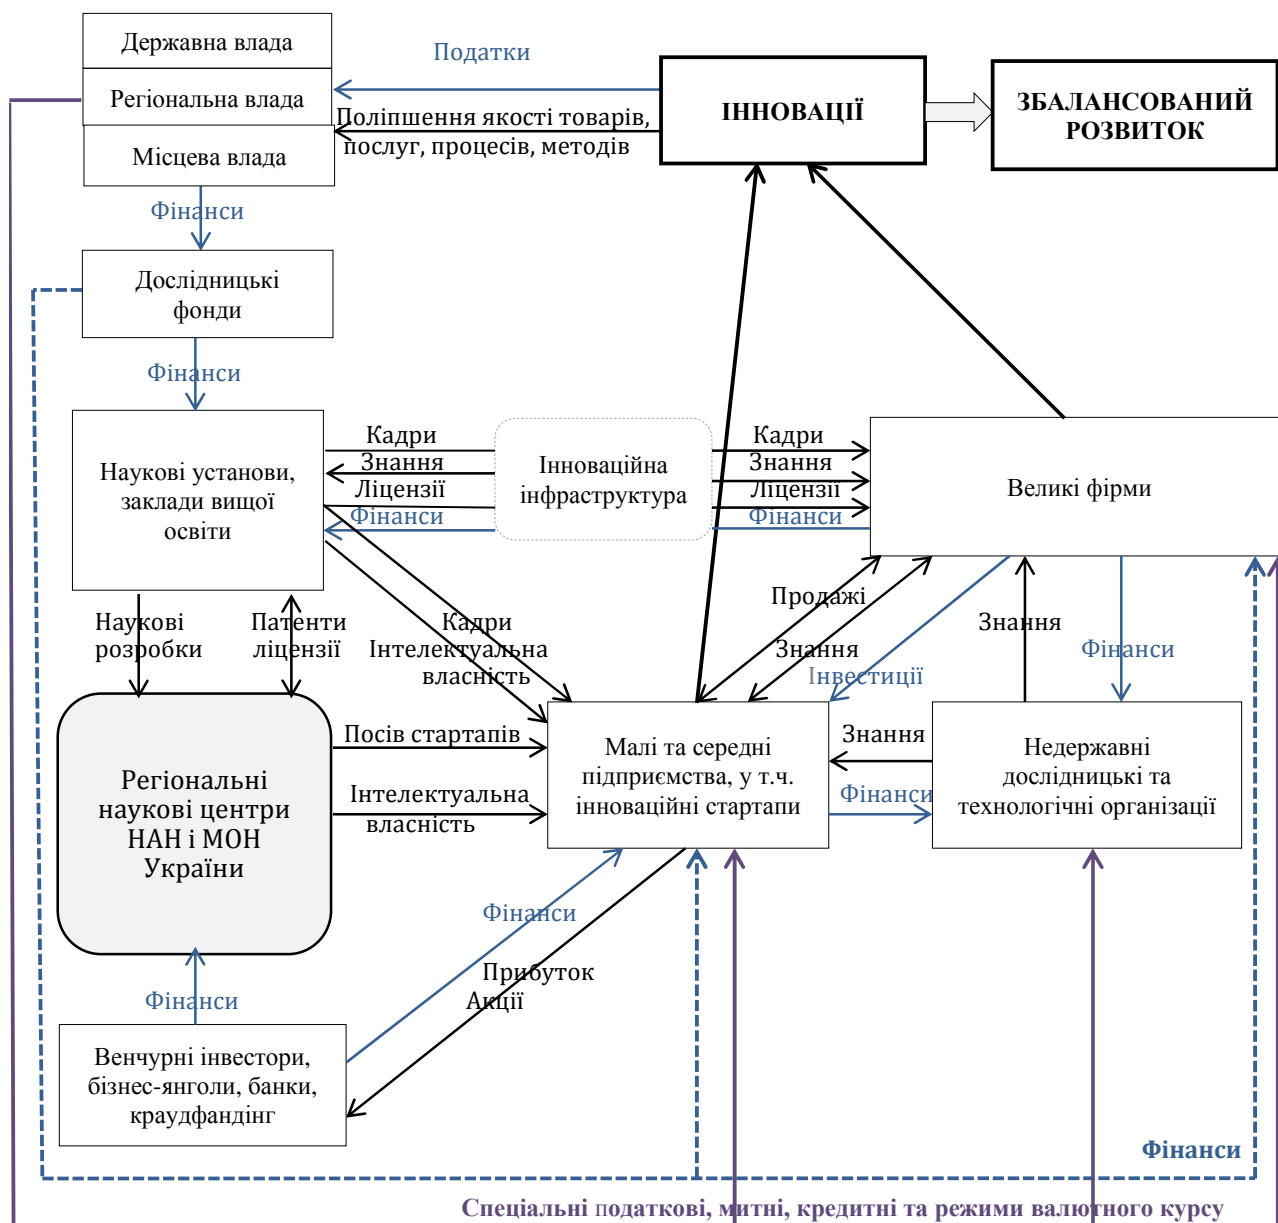 Державна влада
Регіональна влада
Місцева влада
Податки
Поліпшення якості товарів,
послуг, процесів, методів
ІННОВАЦІЇ
ЗБАЛАНСОВАНИЙ
РОЗВИТОК
Фінанси
Дослідницькі
фонди
Фінанси
Наукові установи,
заклади вищої
освіти
Кадри
Знання
Ліцензії
Фінанси
Інноваційна
інфраструктура
Кадри
Знання
Ліцензії
Фінанси
Великі фірми
Наукові
розробки
Патенти
ліцензії
Кадри
Інтелектуальна
власність
Продажі
Знання
Інвестиції
Знання
Фінанси
Регіональні
наукові центри
НАН і МОН
України
Посів стартапів
Інтелектуальна
власність
Малі та середні
підприємства, у т.ч.
інноваційні стартапи
Знання
Фінанси
Недержавні
дослідницькі та
технологічні організації
Фінанси
Прибуток
Акції
Фінанси
Венчурні інвестори,
бізнес-янголи, банки,
краудфандінг
Фінанси
Спеціальні податкові, митні, кредитні та режими валютного курсу